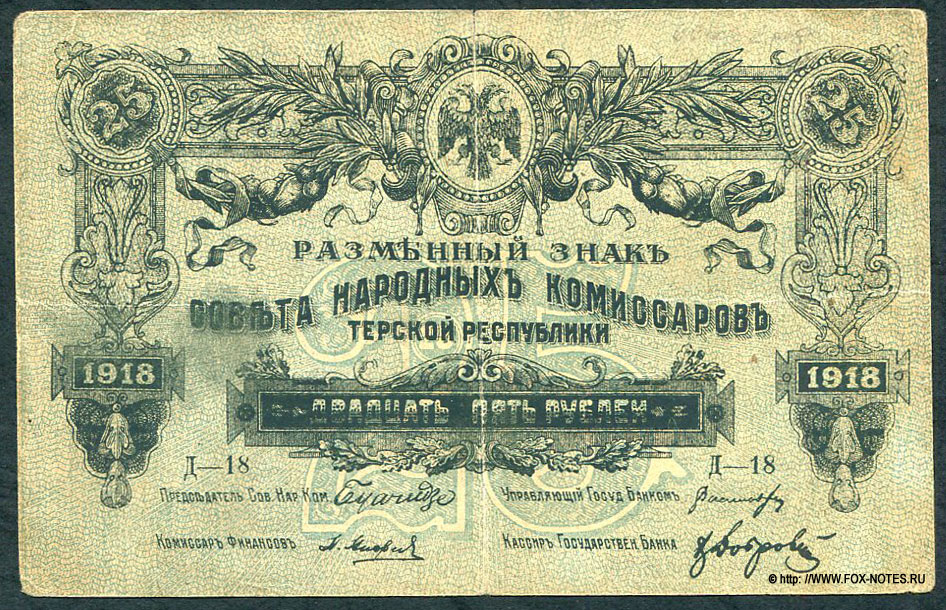 25 25
РАЗМѢННЫЙ ЗНАКЪ
СОВѢТА НАРОДНЫХЪ КОМИССАРОВЪ
ТЕРСКОЙ РЕСПУБЛИКИ
1918 1918
ДВАДЦАТЬ ПЯТЬ РУБЛЕЙ
Д—18 Д—18
ПРЕДСѢДАТЕЛЬ СОВ. НАР. КОМ. Буачидзе
УПРАВЛЯЮЩІЙ ГОСУД. БАНКОМЪ
КОМИССАРЪ ФИНАНСОВЪ
КАССИРЪ ГОСУДАРСТВЕН. БАНКА
© http://WWW.FOX-NOTES.RU